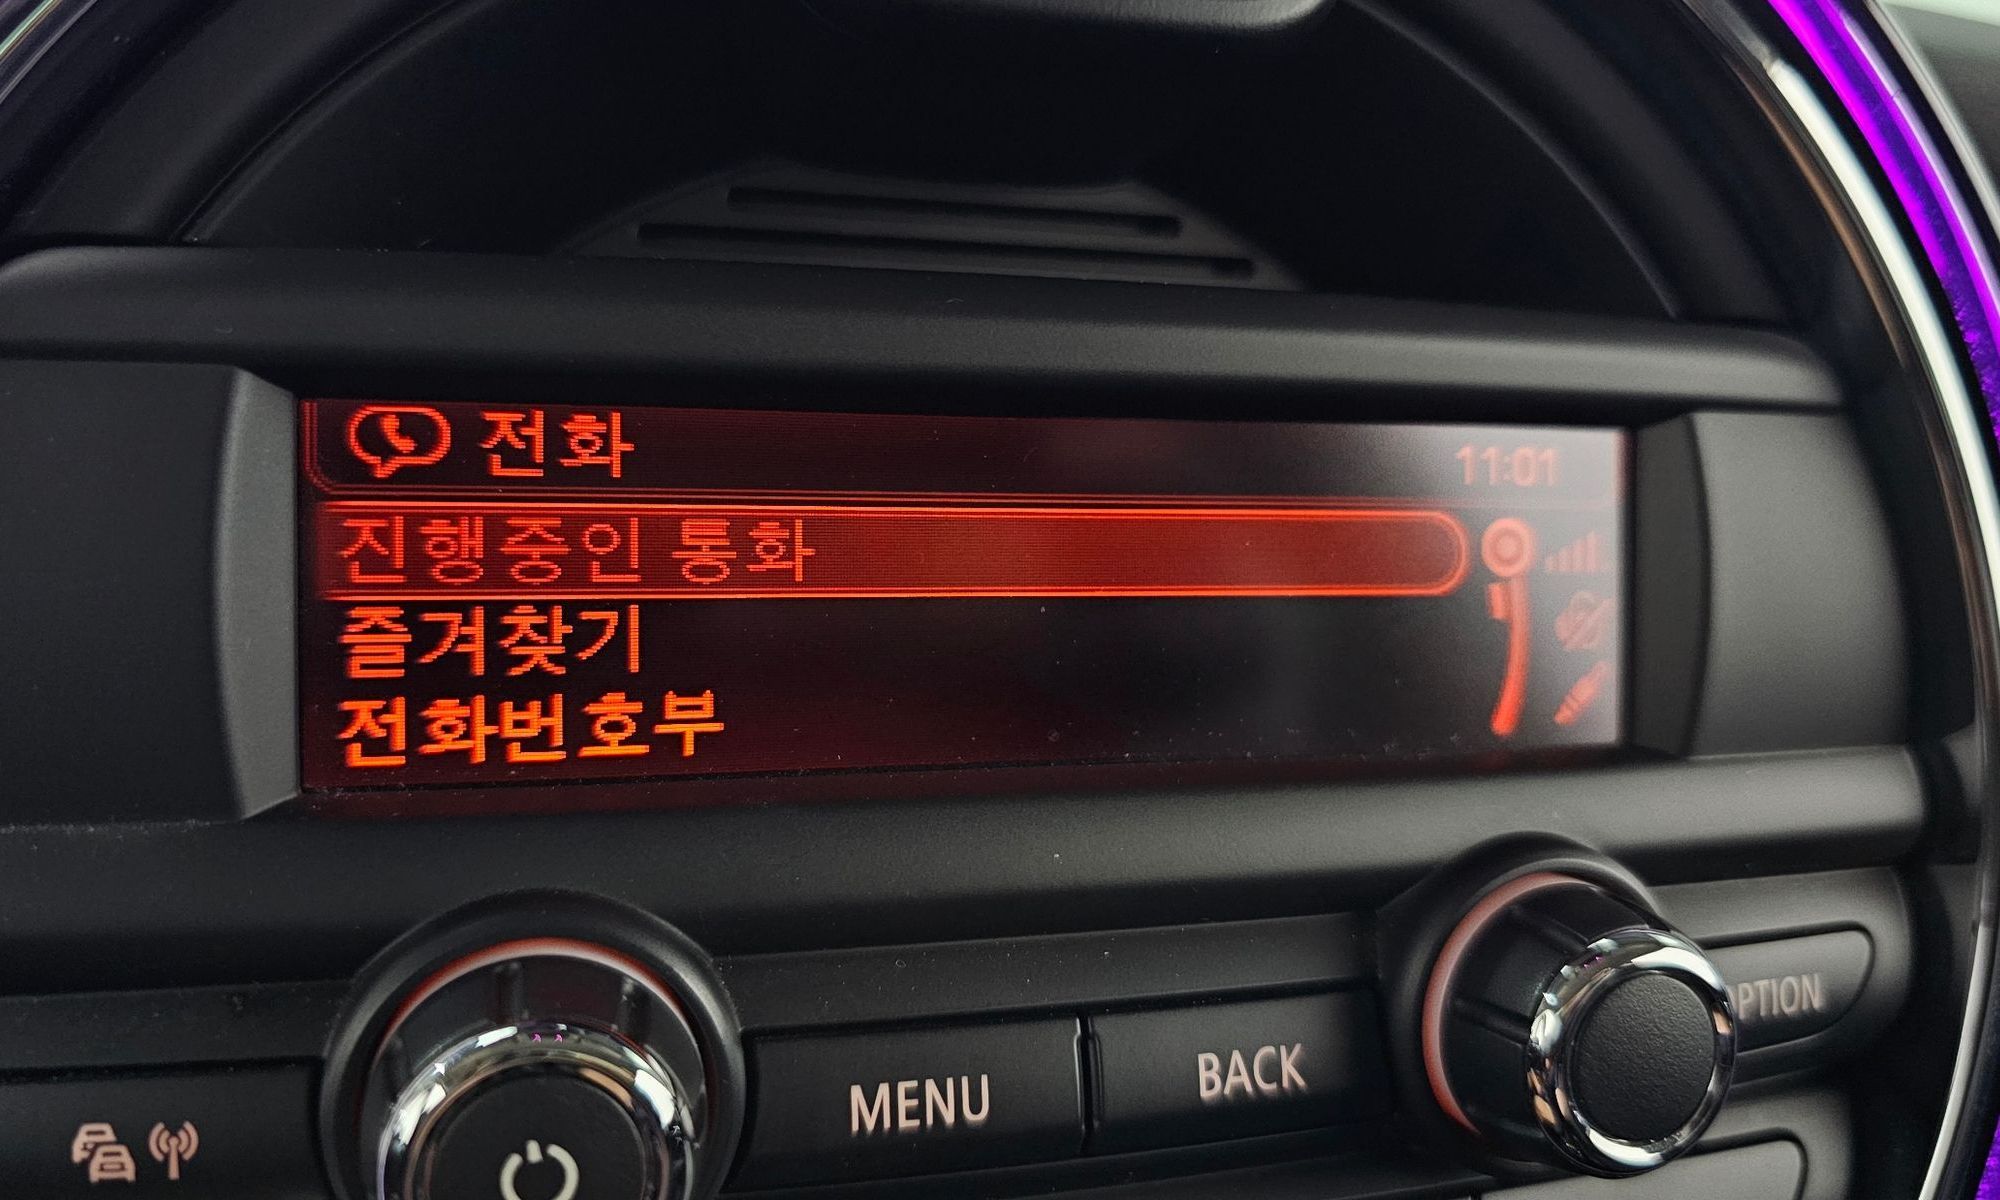 전화
11:01
진행중인 통화
즐겨찾기
전화번호부
MENU
BACK
OPTION